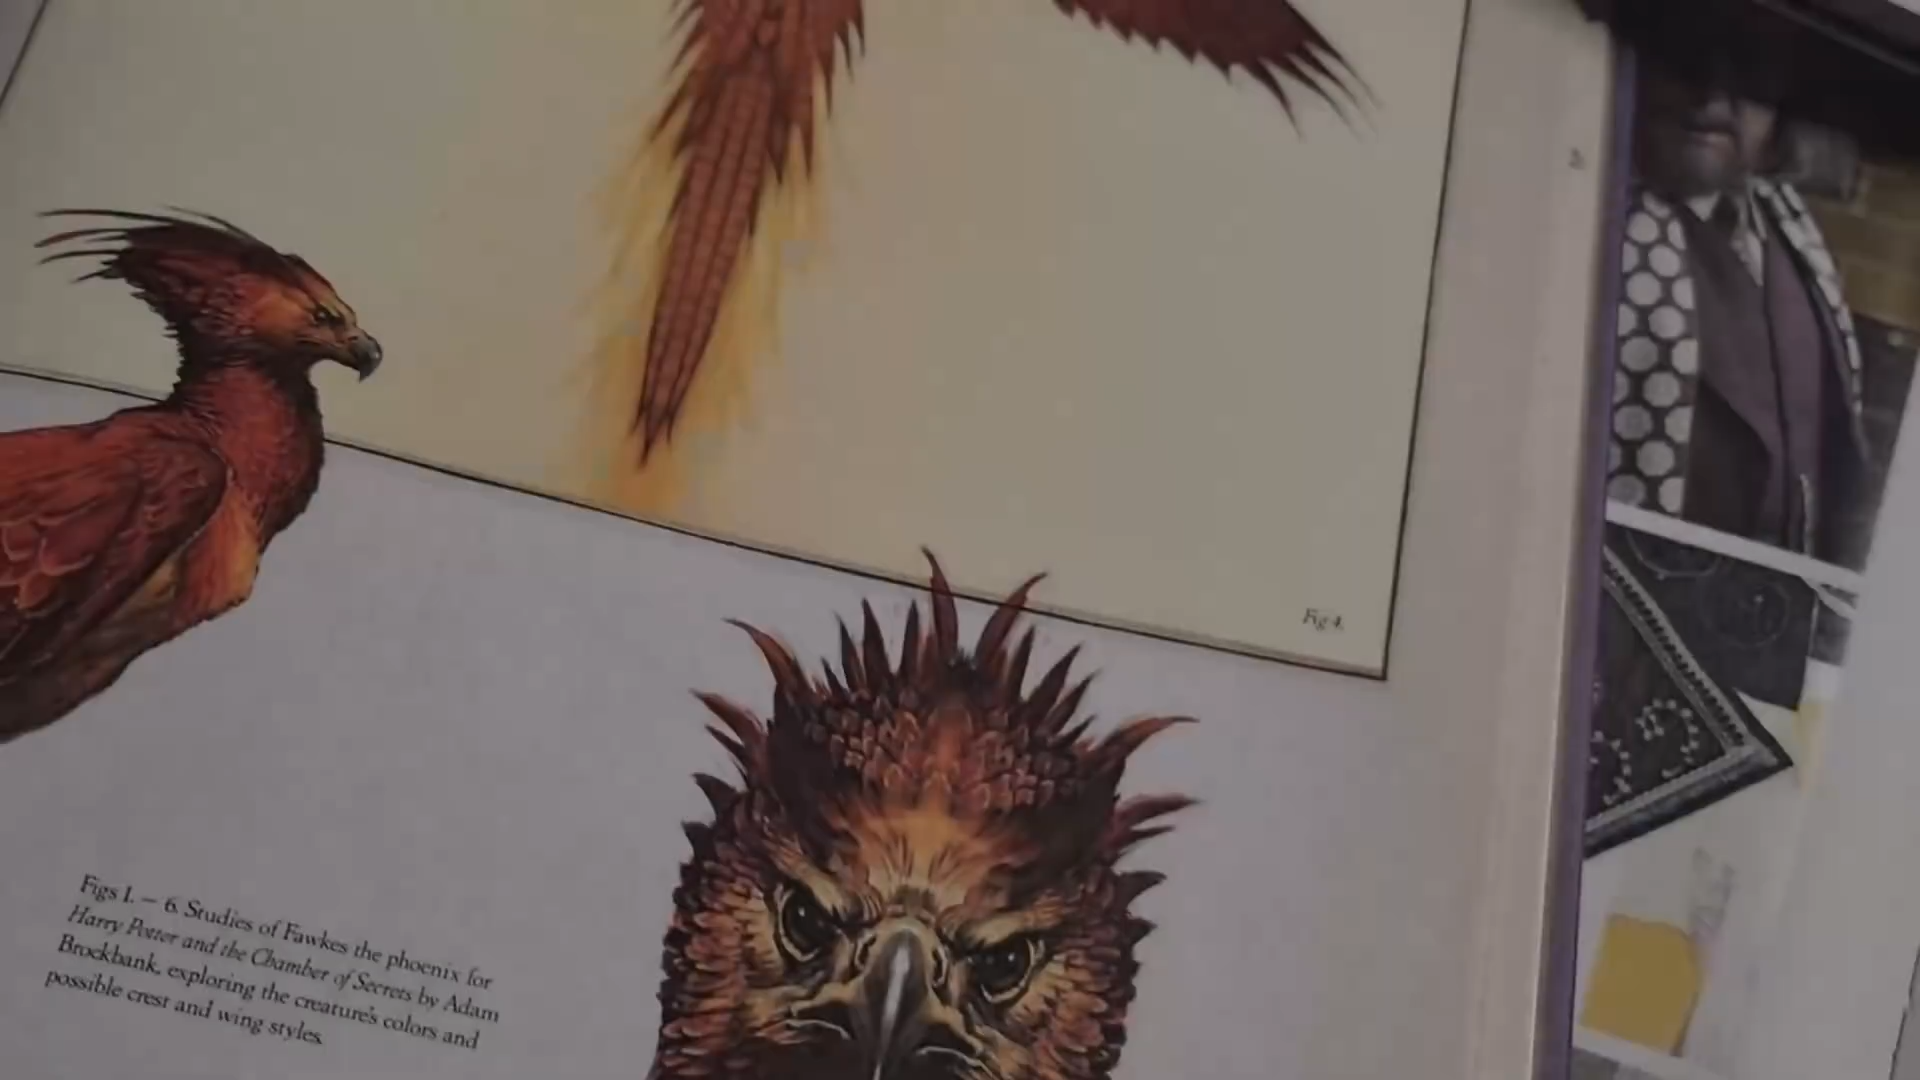 Fig 4.
Figs 1. – 6. Studies of Fawkes the phoenix for
Harry Potter and the Chamber of Secrets by Adam
Brockbank, exploring the creature's colors and
possible crest and wing styles.